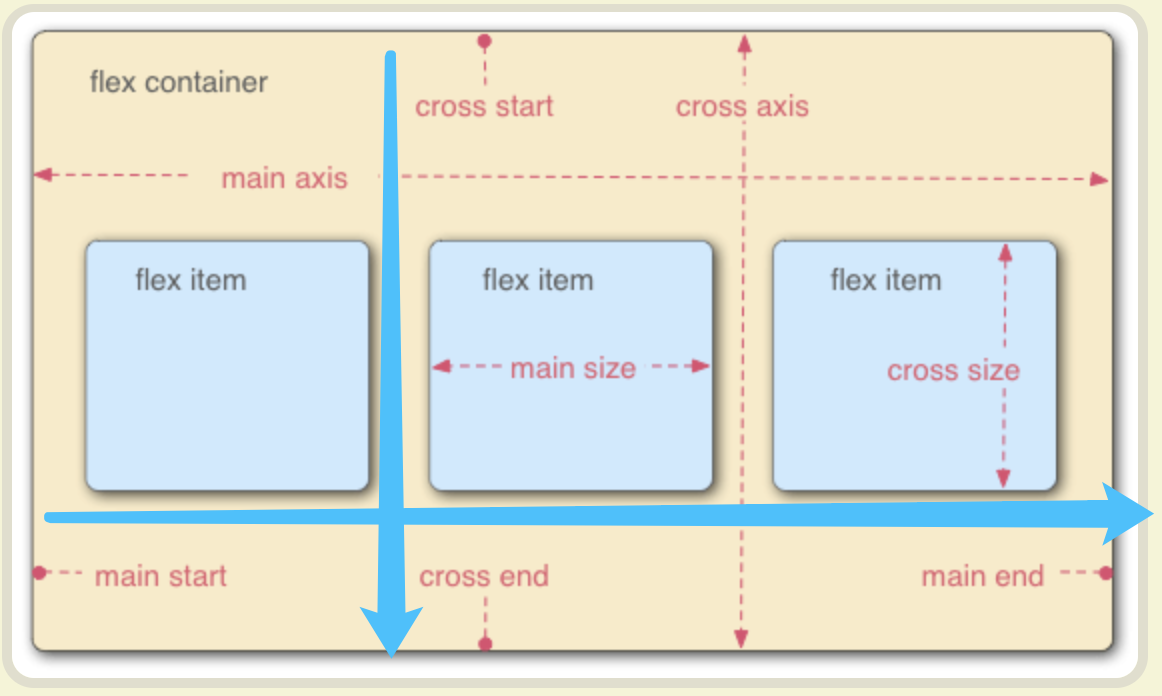 flex container
cross start
cross axis
main axis
flex item
flex item
flex item
main size
cross size
main start
cross end
main end